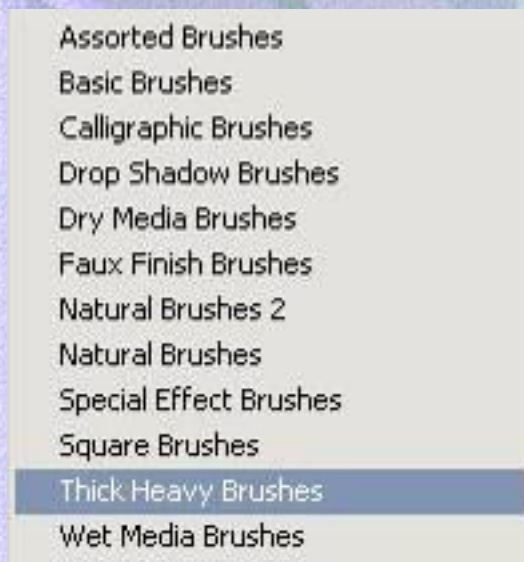 Assorted Brushes
Basic Brushes
Calligraphic Brushes
Drop Shadow Brushes
Dry Media Brushes
Faux Finish Brushes
Natural Brushes 2
Natural Brushes
Special Effect Brushes
Square Brushes
Thick Heavy Brushes
Wet Media Brushes